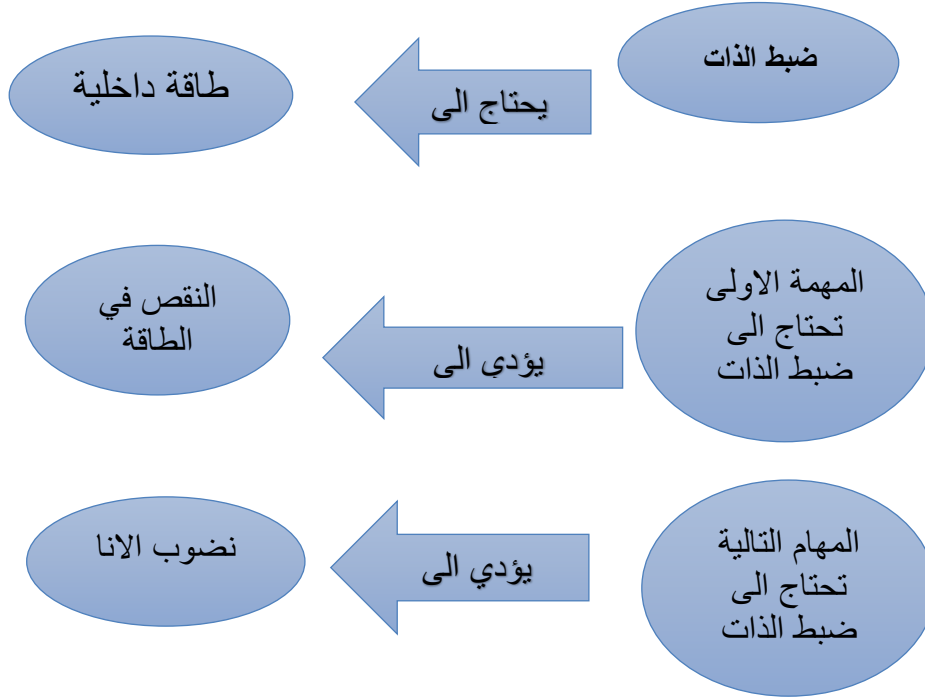 ضبط الذات
يحتاج الى
طاقة داخلية
المهمة الاولى
تحتاج الى
ضبط الذات
يؤدي الى
النقص في
الطاقة
المهام التالية
تحتاج الى
ضبط الذات
يؤدي الى
نضوب الانا